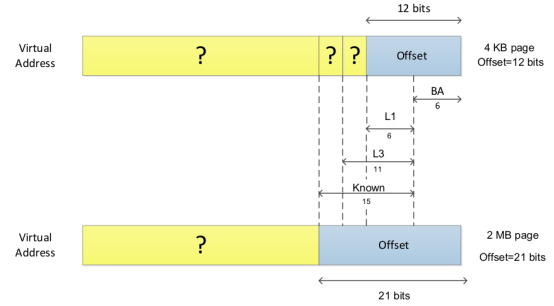 12 bits
Virtual
Address
?
?
?
Offset
4 KB page
Offset=12 bits
BA
6
L1
6
L3
11
Known
15
Virtual
Address
?
Offset
2 MB page
Offset=21 bits
21 bits